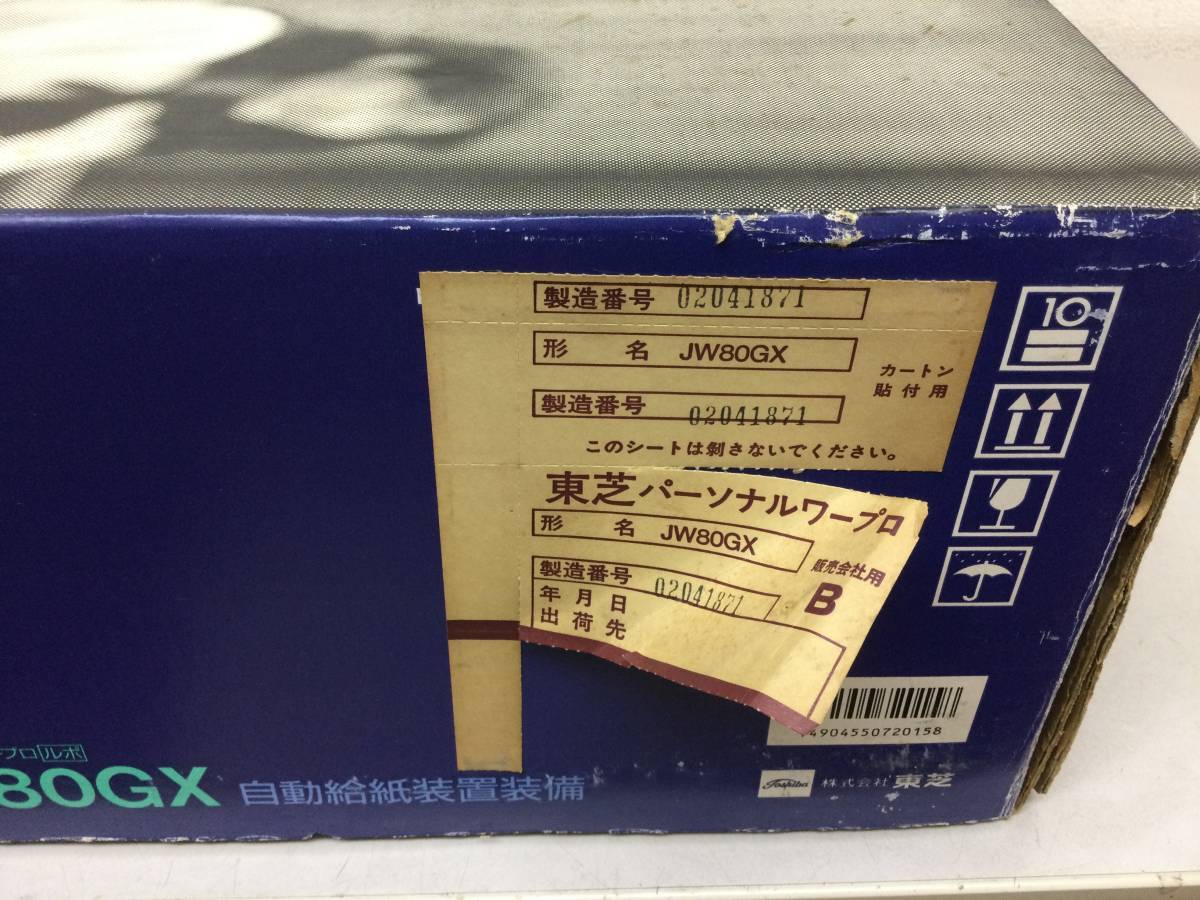 製造番号 02041871
形 名 JW80GX
カートン
貼付用
製造番号 02041871
このシートは剝さないでください。
東芝パーソナルワープロ
形 名 JW80GX
販売会社用
B
製造番号 02041871
年月日
出荷先
10
4904550720158
プロ ルポ
80GX 自動給紙装置装備
Toshiba 株式会社 東芝